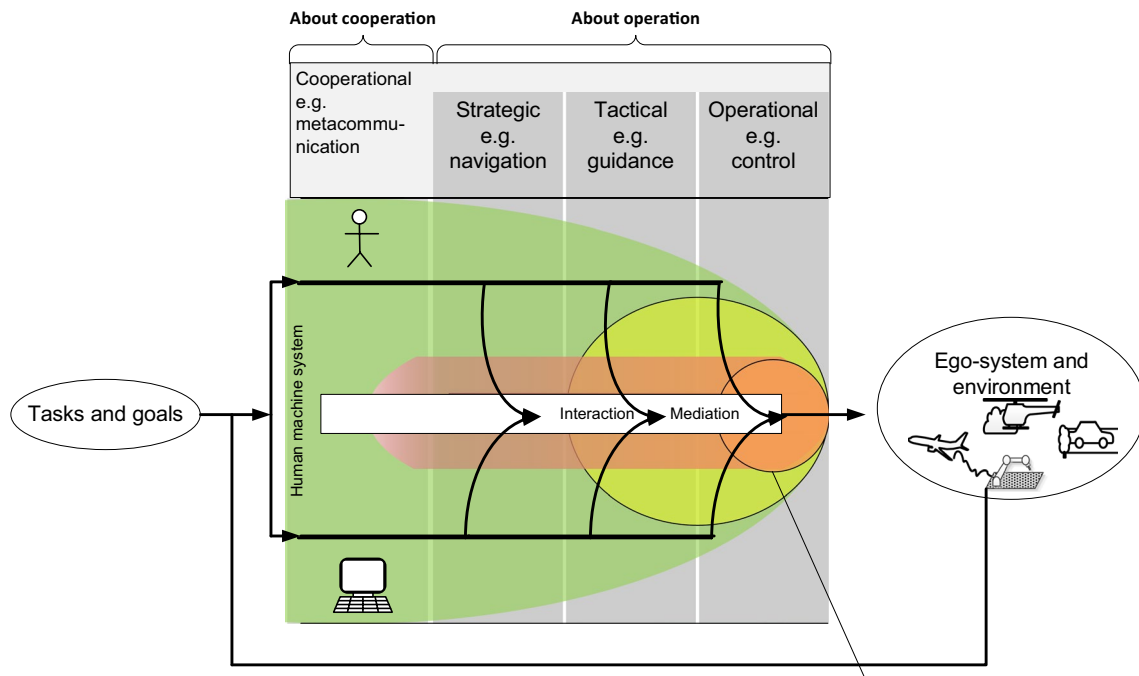 About cooperation
About operation
Cooperational
e.g.
metacommu-
nication
Strategic
e.g.
navigation
Tactical
e.g.
guidance
Operational
e.g.
control
Human machine system
Tasks and goals
Interaction
Mediation
Ego-system and
environment